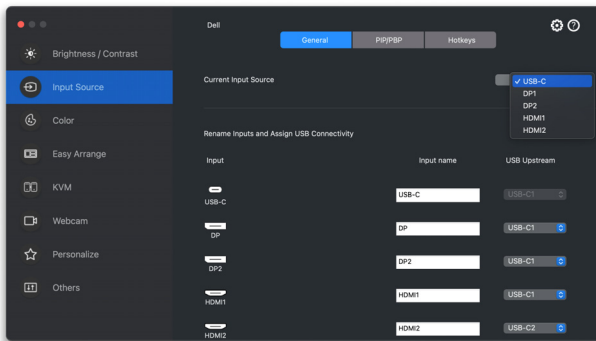 Dell
General PIP/PBP Hotkeys
Brightness / Contrast
Input Source
Color
Easy Arrange
KVM
Webcam
Personalize
Others
Current Input Source
✓ USB-C
DP1
DP2
HDMI1
HDMI2
Rename Inputs and Assign USB Connectivity
Input Input name USB Upstream
USB-C USB-C USB-C1
DP DP USB-C1
DP2 DP2 USB-C1
HDMI1 HDMI1 USB-C1
HDMI2 HDMI2 USB-C2